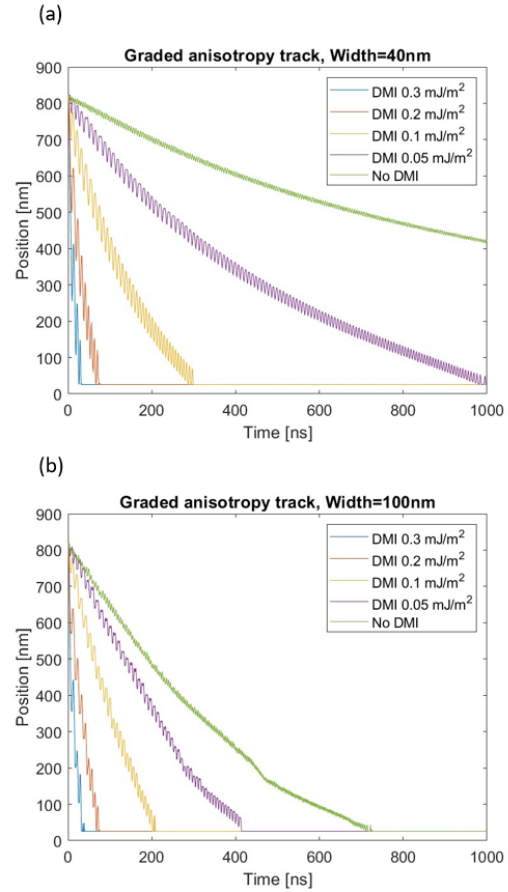 (a)
Graded anisotropy track, Width=40nm
900
800
700
600
500
400
300
200
100
0
Position [nm]
DMI 0.3 mJ/m²
DMI 0.2 mJ/m²
DMI 0.1 mJ/m²
DMI 0.05 mJ/m²
No DMI
0 200 400 600 800 1000
Time [ns]
(b)
Graded anisotropy track, Width=100nm
900
800
700
600
500
400
300
200
100
0
Position [nm]
DMI 0.3 mJ/m²
DMI 0.2 mJ/m²
DMI 0.1 mJ/m²
DMI 0.05 mJ/m²
No DMI
0 200 400 600 800 1000
Time [ns]